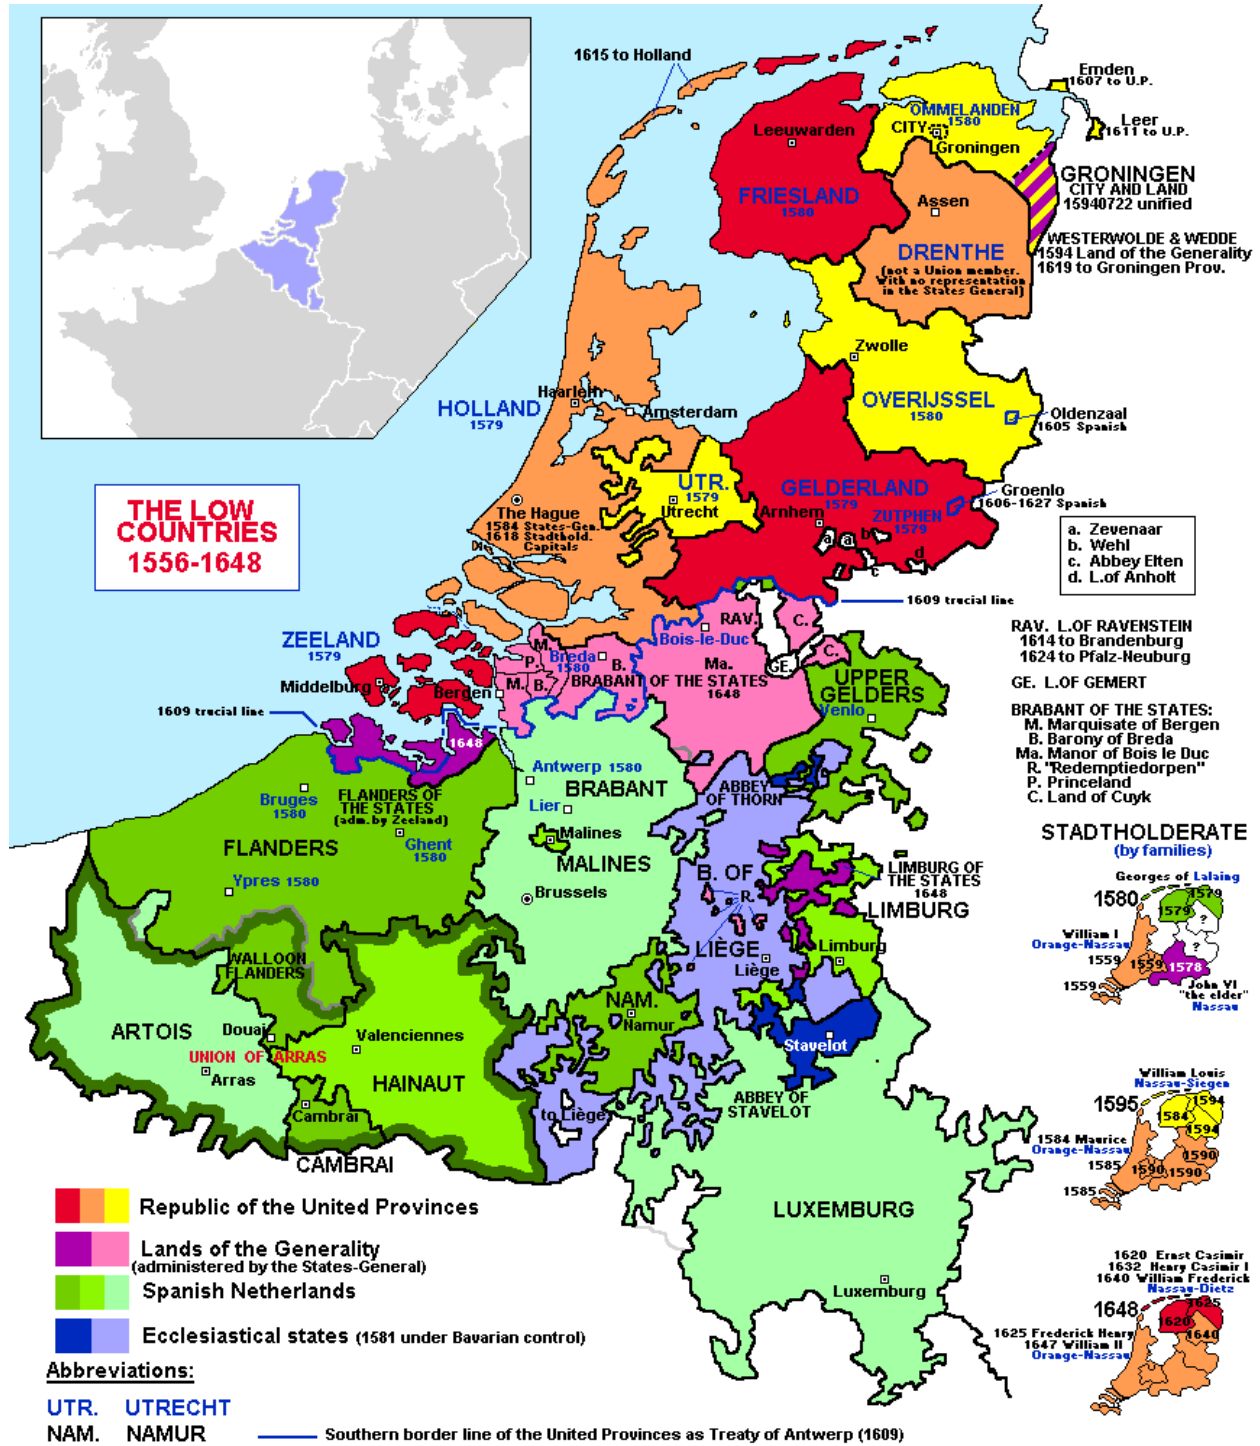 1615 to Holland
Emden
1607 to U.P.
Leer
1611 to U.P.
OMMELANDEN
1580
CITY
Groningen
Leeuwarden
FRIESLAND
1580
GRONINGEN
CITY AND LAND
15940722 unified
Assen
DRENTHE
(not a Union member.
With no representation
in the States General)
WESTERWOLDE & WEDDE
1594 Land of the Generality
1619 to Groningen Prov.
Zwolle
OVERIJSSEL
1580
Oldenzaal
1605 Spanish
Haarlem
HOLLAND
1579
Amsterdam
UTR.
1579
Utrecht
GELDERLAND
1579
Arnhem
ZUTPHEN
1579
Groenlo
1606-1627 Spanish
The Hague
1584 States-Gen.
1618 Stadthold.
Capitals
THE LOW
COUNTRIES
1556-1648
a
a
b
c
d
a. Zevenaar
b. Wehl
c. Abbey Elten
d. L.of Anholt
1609 trucial line
ZEELAND
1579
Middelburg
Bergen
M.
P.
M.
B.
Breda
1580
B.
RAV.
C.
C.
GE.
Bois-le-Duc
Ma.
BRABANT OF THE STATES
1648
UPPER
GELDERS
Venlo
RAV. L.OF RAVENSTEIN
1614 to Brandenburg
1624 to Pfalz-Neuburg
GE. L.OF GEMERT
BRABANT OF THE STATES:
M. Marquisate of Bergen
B. Barony of Breda
Ma. Manor of Bois le Duc
R. "Redemptiedorpen"
P. Princeland
C. Land of Cuyk
1609 trucial line
1648
Antwerp 1580
BRABANT
Lier
Malines
MALINES
Brussels
ABBEY
OF THORN
Bruges
1580
FLANDERS OF
THE STATES
(adm.by Zeeland)
Ghent
1580
FLANDERS
Ypres 1580
B. OF
R.
LIÈGE
Liège
LIMBURG OF
THE STATES
1648
LIMBURG
Limburg
STADTHOLDERATE
(by families)
Georges of Lalaing
1580
1579
1579
?
?
William I
Orange-Nassau
1559
1559
1578
1559
John VI
"the elder"
Nassau
WALLOON
FLANDERS
ARTOIS
Douai
Valenciennes
UNION OF ARRAS
Arras
HAINAUT
Cambrai
CAMBRAI
NAM.
Namur
to Liège
Stavelot
ABBEY OF
STAVELOT
William Louis
Nassau-Siegen
1595
1594
1584
1594
1584 Maurice
Orange-Nassau
1590
1585
1590
1590
1585
LUXEMBURG
Luxemburg
1620 Ernst Casimir
1632 Henry Casimir I
1640 William Frederick
Nassau-Dietz
1648
1625
1620
1640
1625 Frederick Henry
1647 William II
Orange-Nassau
Republic of the United Provinces
Lands of the Generality
(administered by the States-General)
Spanish Netherlands
Ecclesiastical states (1581 under Bavarian control)
Abbreviations:
UTR. UTRECHT
NAM. NAMUR
Southern border line of the United Provinces as Treaty of Antwerp (1609)